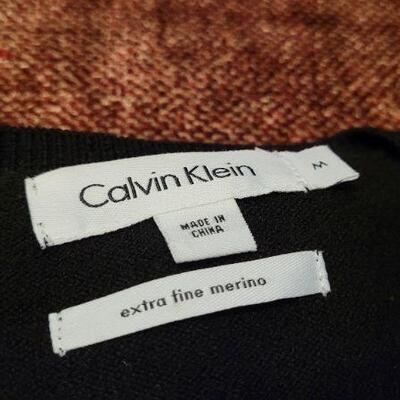 Calvin Klein
M
MADE IN
CHINA
extra fine merino